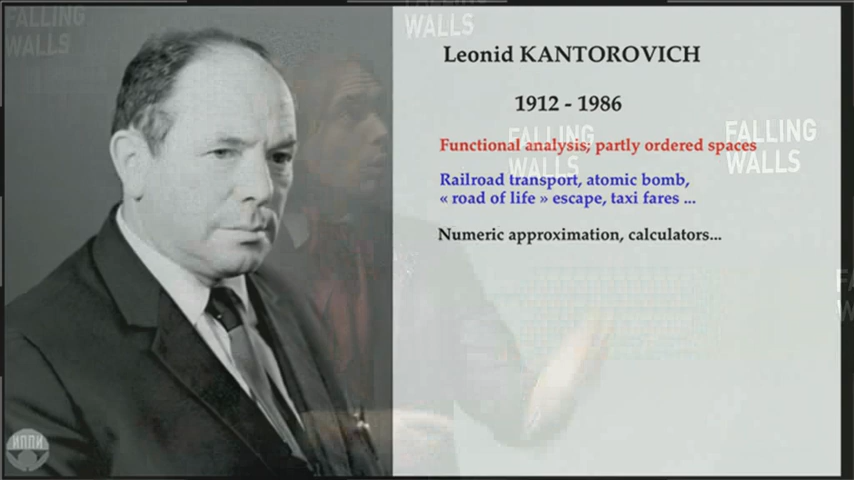 FALLING
WALLS
WALLS
Leonid KANTOROVICH
1912 - 1986
Functional analysis; partly ordered spaces
FALLING
WALLS
FALLING
WALLS
Railroad transport, atomic bomb,
« road of life » escape, taxi fares ...
Numeric approximation, calculators...
ИППИ